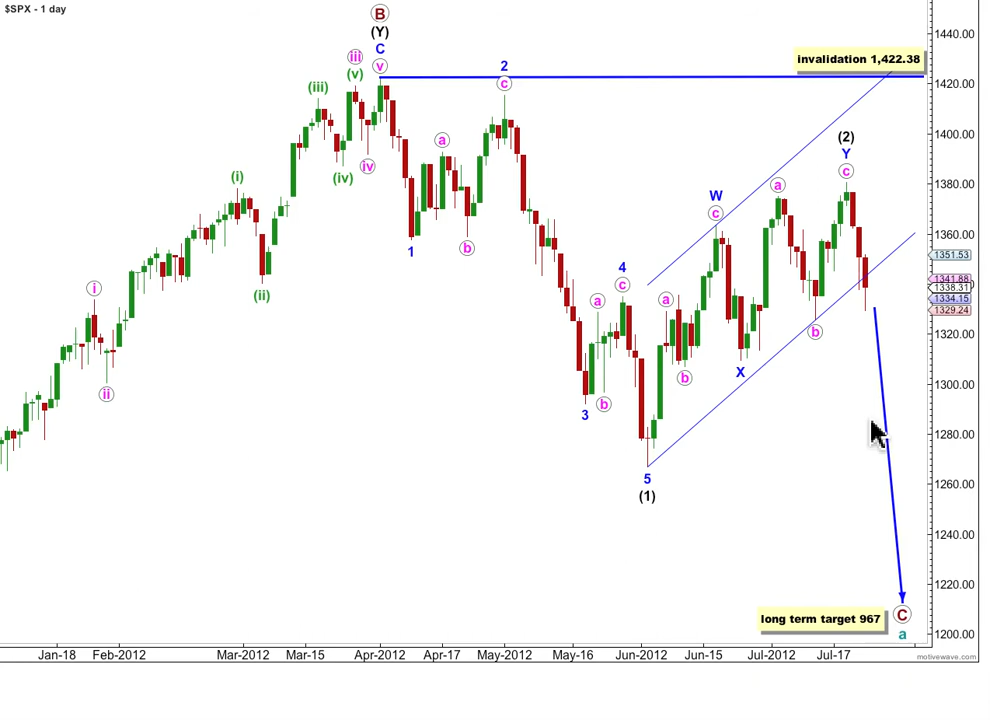 $SPX - 1 day
B
(Y)
C
v
iii
(v)
(iii)
(iv)
iv
(i)
(ii)
i
ii
1
a
b
2
c
3
a
b
4
c
5
(1)
a
b
W
c
X
a
b
(2)
Y
c
invalidation 1,422.38
long term target 967
C
a
1440.00
1420.00
1400.00
1380.00
1360.00
1351.53
1341.88
1338.31
1334.15
1329.24
1320.00
1300.00
1280.00
1260.00
1240.00
1220.00
1200.00
Jan-18 Feb-2012 Mar-2012 Mar-15 Apr-2012 Apr-17 May-2012 May-16 Jun-2012 Jun-15 Jul-2012 Jul-17
motivewave.com